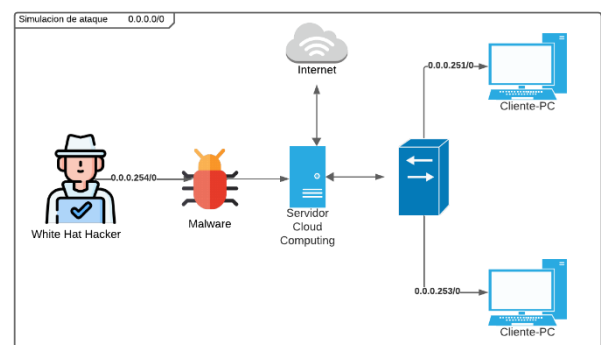 Simulacion de ataque 0.0.0.0/0
Internet
0.0.0.251/0
Cliente-PC
0.0.0.254/0
White Hat Hacker
Malware
Servidor
Cloud
Computing
0.0.0.253/0
Cliente-PC